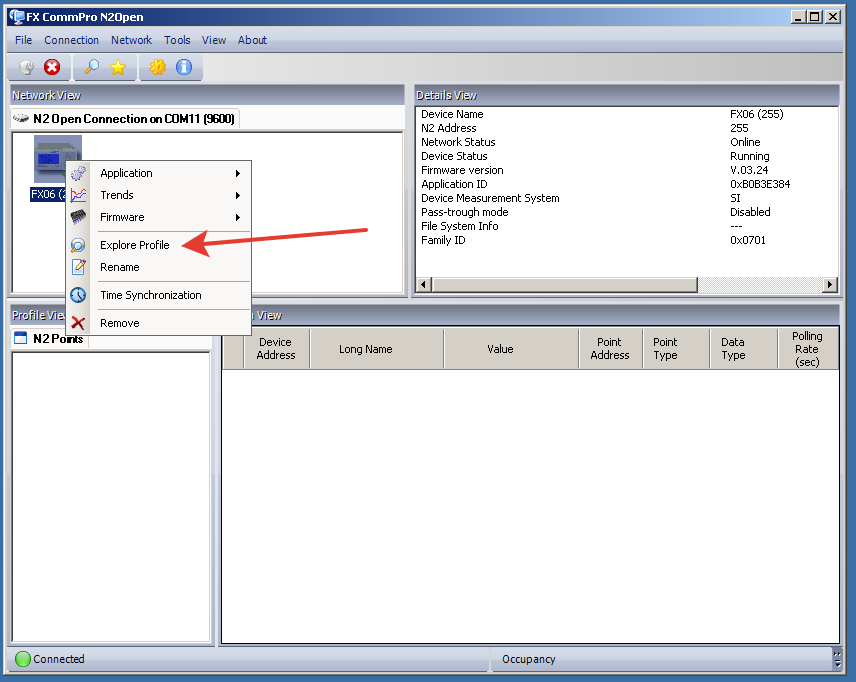 FX CommPro N2Open
File Connection Network Tools View About
Network View
N2 Open Connection on COM11 (9600)
FX06 (2
Application
Trends
Firmware
Explore Profile
Rename
Time Synchronization
Remove
Details View
Device Name FX06 (255)
N2 Address 255
Network Status Online
Device Status Running
Firmware version V.03.24
Application ID 0xB0B3E384
Device Measurement System SI
Pass-trough mode Disabled
File System Info ---
Family ID 0x0701
Profile Vie
N2 Points
View
Device Address Long Name Value Point Address Point Type Data Type Polling Rate (sec)
Connected
Occupancy